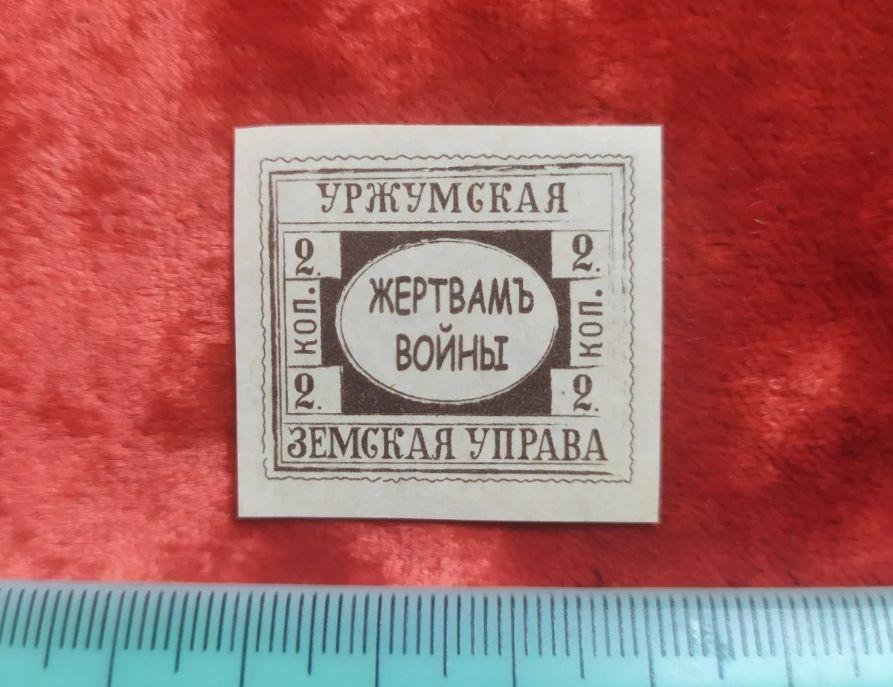 УРЖУМСКАЯ
2. 2.
КОП. КОП.
ЖЕРТВАМЪ
ВОЙНЫ
2. 2.
ЗЕМСКАЯ УПРАВА